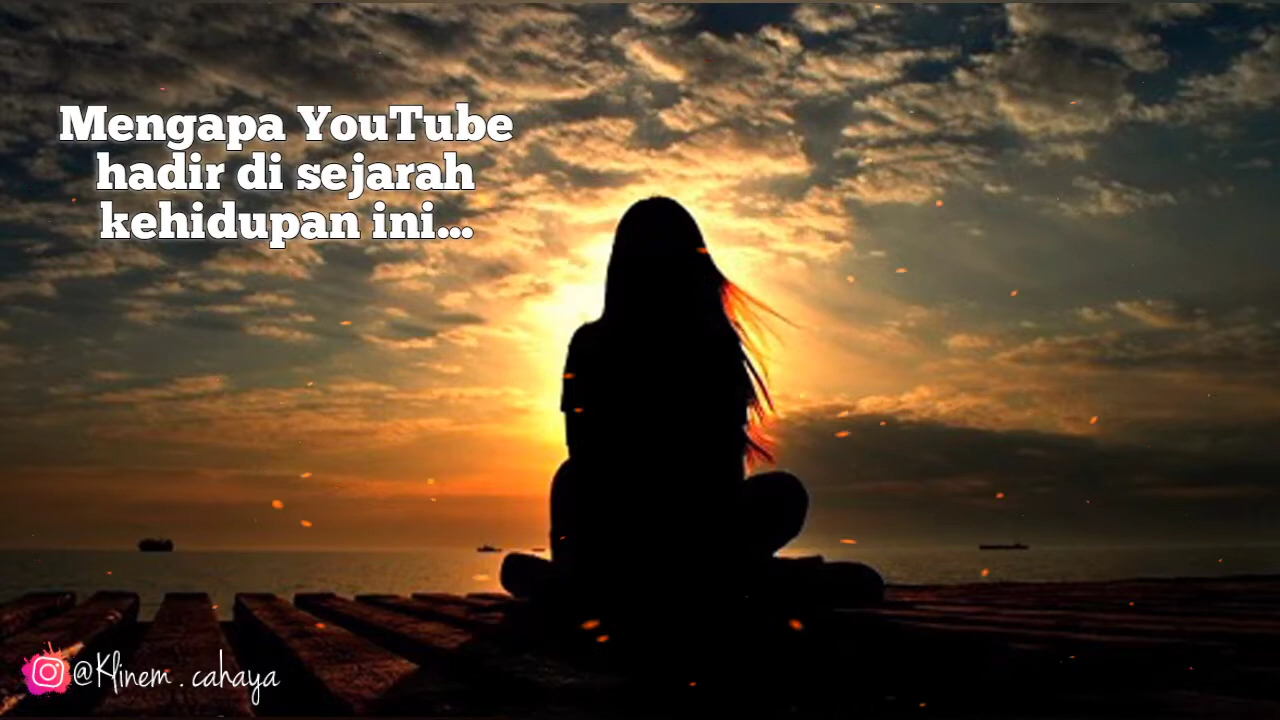 Mengapa YouTube
hadir di sejarah
kehidupan ini...
@Klinem . cahaya